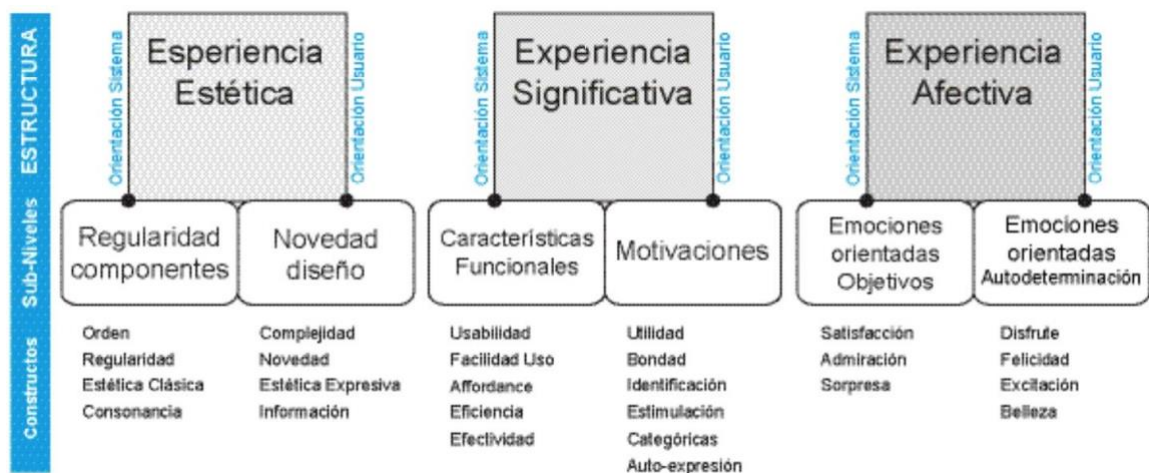 ESTRUCTURA
Sub-Niveles
Constructos
Orientación Sistema
Esperiencia
Estética
Orientación Usuario
Orientación Sistema
Experiencia
Significativa
Orientación Usuario
Orientación Sistema
Experiencia
Afectiva
Orientación Usuario
Regularidad
componentes
Novedad
diseño
Características
Funcionales
Motivaciones
Emociones
orientadas
Objetivos
Emociones
orientadas
Autodeterminación
Orden
Regularidad
Estética Clásica
Consonancia
Complejidad
Novedad
Estética Expresiva
Información
Usabilidad
Facilidad Uso
Affordance
Eficiencia
Efectividad
Utilidad
Bondad
Identificación
Estimulación
Categóricas
Auto-expresión
Satisfacción
Admiración
Sorpresa
Disfrute
Felicidad
Excitación
Belleza